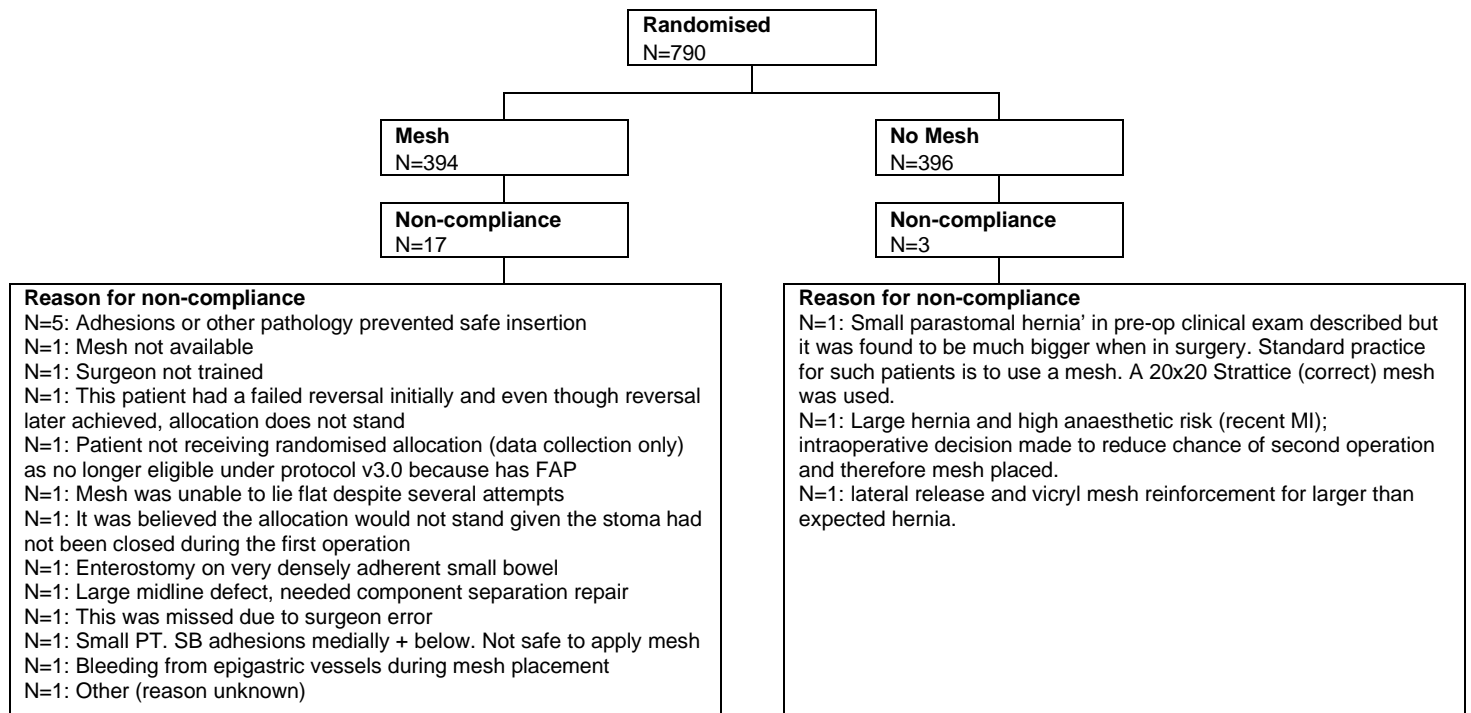 Randomised
N=790
Mesh
N=394
No Mesh
N=396
Non-compliance
N=17
Non-compliance
N=3
Reason for non-compliance
N=5: Adhesions or other pathology prevented safe insertion
N=1: Mesh not available
N=1: Surgeon not trained
N=1: This patient had a failed reversal initially and even though reversal
later achieved, allocation does not stand
N=1: Patient not receiving randomised allocation (data collection only)
as no longer eligible under protocol v3.0 because has FAP
N=1: Mesh was unable to lie flat despite several attempts
N=1: It was believed the allocation would not stand given the stoma had
not been closed during the first operation
N=1: Enterostomy on very densely adherent small bowel
N=1: Large midline defect, needed component separation repair
N=1: This was missed due to surgeon error
N=1: Small PT. SB adhesions medially + below. Not safe to apply mesh
N=1: Bleeding from epigastric vessels during mesh placement
N=1: Other (reason unknown)
Reason for non-compliance
N=1: Small parastomal hernia’ in pre-op clinical exam described but
it was found to be much bigger when in surgery. Standard practice
for such patients is to use a mesh. A 20x20 Strattice (correct) mesh
was used.
N=1: Large hernia and high anaesthetic risk (recent MI);
intraoperative decision made to reduce chance of second operation
and therefore mesh placed.
N=1: lateral release and vicryl mesh reinforcement for larger than
expected hernia.